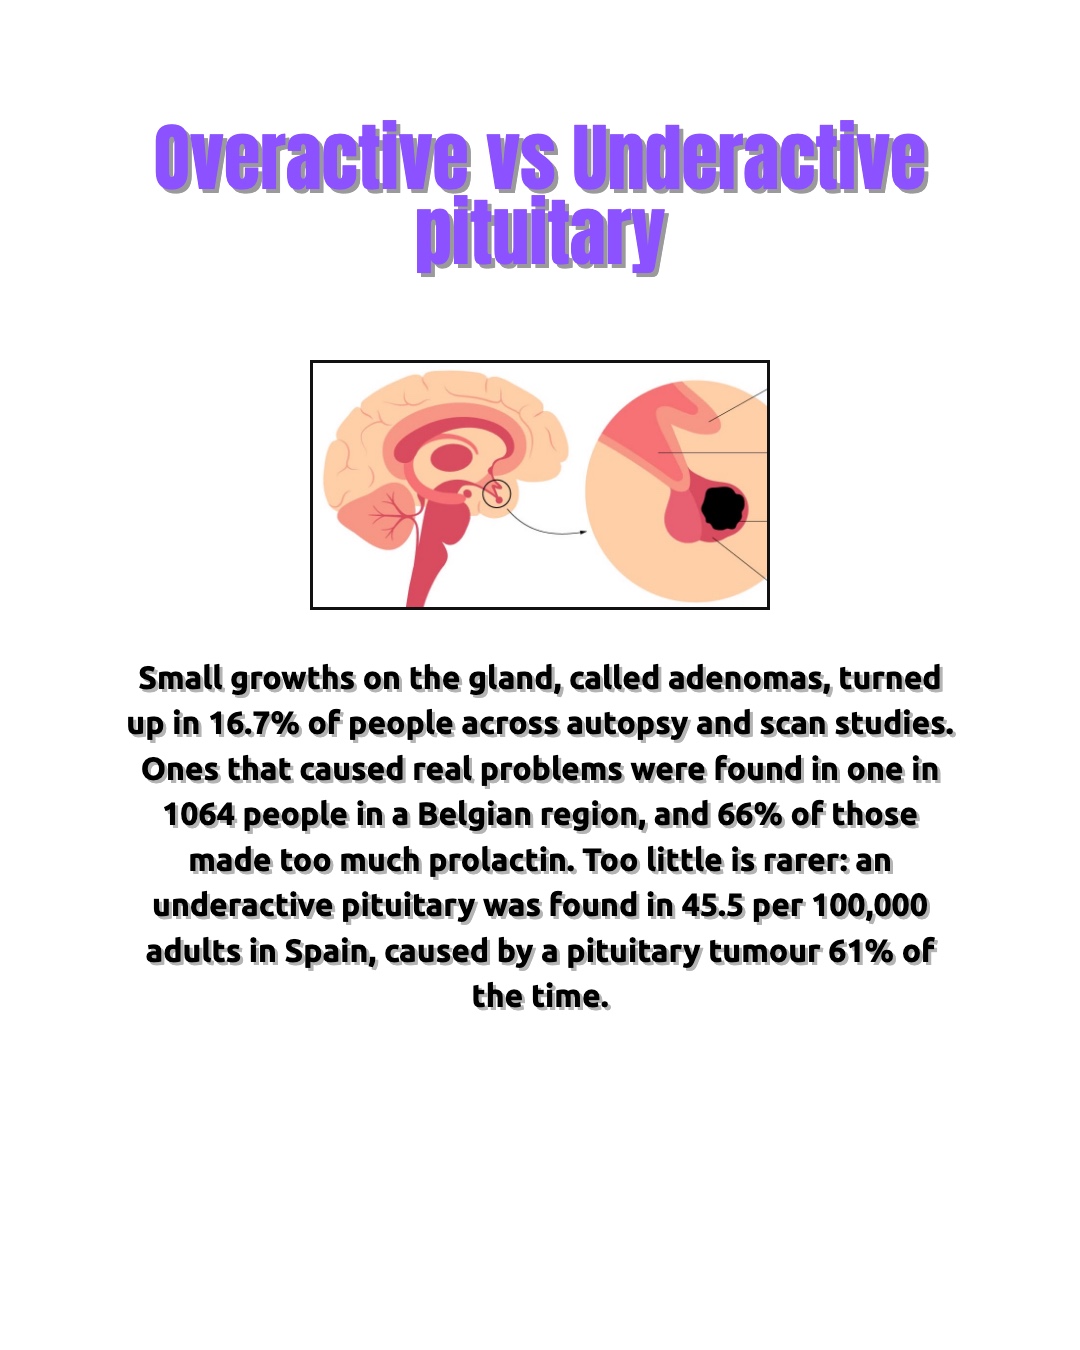 Overactive vs Underactive
pituitary
Small growths on the gland, called adenomas, turned
up in 16.7% of people across autopsy and scan studies.
Ones that caused real problems were found in one in
1064 people in a Belgian region, and 66% of those
made too much prolactin. Too little is rarer: an
underactive pituitary was found in 45.5 per 100,000
adults in Spain, caused by a pituitary tumour 61% of
the time.